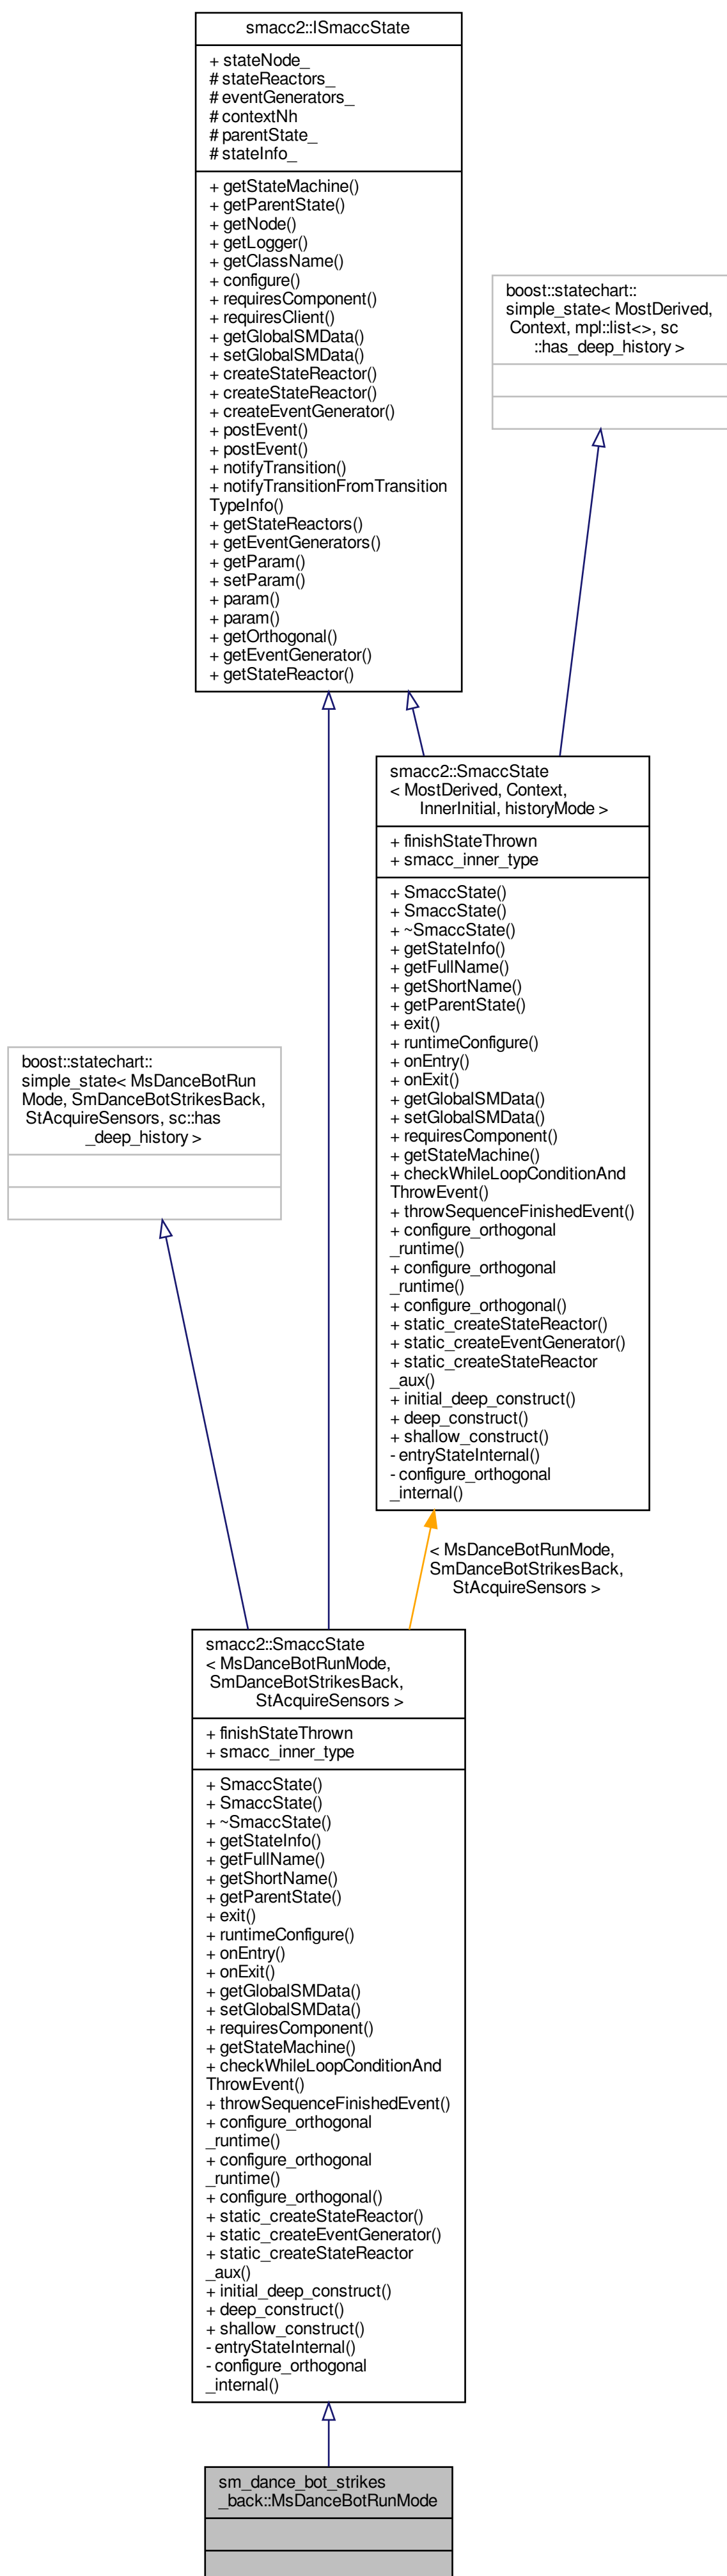 smacc2::ISmaccState
+ stateNode_
# stateReactors_
# eventGenerators_
# contextNh
# parentState_
# stateInfo_
+ getStateMachine()
+ getParentState()
+ getNode()
+ getLogger()
+ getClassName()
+ configure()
+ requiresComponent()
+ requiresClient()
+ getGlobalSMData()
+ setGlobalSMData()
+ createStateReactor()
+ createStateReactor()
+ createEventGenerator()
+ postEvent()
+ postEvent()
+ notifyTransition()
+ notifyTransitionFromTransition
TypeInfo()
+ getStateReactors()
+ getEventGenerators()
+ getParam()
+ setParam()
+ param()
+ param()
+ getOrthogonal()
+ getEventGenerator()
+ getStateReactor()
boost::statechart::
simple_state< MostDerived,
Context, mpl::list<>, sc
::has_deep_history >
smacc2::SmaccState
< MostDerived, Context,
InnerInitial, historyMode >
+ finishStateThrown
+ smacc_inner_type
+ SmaccState()
+ SmaccState()
+ ~SmaccState()
+ getStateInfo()
+ getFullName()
+ getShortName()
+ getParentState()
+ exit()
+ runtimeConfigure()
+ onEntry()
+ onExit()
+ getGlobalSMData()
+ setGlobalSMData()
+ requiresComponent()
+ getStateMachine()
+ checkWhileLoopConditionAnd
ThrowEvent()
+ throwSequenceFinishedEvent()
+ configure_orthogonal
_runtime()
+ configure_orthogonal
_runtime()
+ configure_orthogonal()
+ static_createStateReactor()
+ static_createEventGenerator()
+ static_createStateReactor
_aux()
+ initial_deep_construct()
+ deep_construct()
+ shallow_construct()
- entryStateInternal()
- configure_orthogonal
_internal()
boost::statechart::
simple_state< MsDanceBotRun
Mode, SmDanceBotStrikesBack,
StAcquireSensors, sc::has
_deep_history >
< MsDanceBotRunMode,
SmDanceBotStrikesBack,
StAcquireSensors >
smacc2::SmaccState
< MsDanceBotRunMode,
SmDanceBotStrikesBack,
StAcquireSensors >
+ finishStateThrown
+ smacc_inner_type
+ SmaccState()
+ SmaccState()
+ ~SmaccState()
+ getStateInfo()
+ getFullName()
+ getShortName()
+ getParentState()
+ exit()
+ runtimeConfigure()
+ onEntry()
+ onExit()
+ getGlobalSMData()
+ setGlobalSMData()
+ requiresComponent()
+ getStateMachine()
+ checkWhileLoopConditionAnd
ThrowEvent()
+ throwSequenceFinishedEvent()
+ configure_orthogonal
_runtime()
+ configure_orthogonal
_runtime()
+ configure_orthogonal()
+ static_createStateReactor()
+ static_createEventGenerator()
+ static_createStateReactor
_aux()
+ initial_deep_construct()
+ deep_construct()
+ shallow_construct()
- entryStateInternal()
- configure_orthogonal
_internal()
sm_dance_bot_strikes
_back::MsDanceBotRunMode